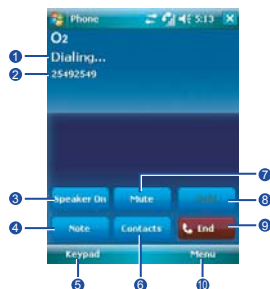 Phone 5:13
O2
Dialing...
25492549
Speaker On Mute Hold
Note Contacts End
Keypad Menu
1
2
3
4
5
6
7
8
9
10